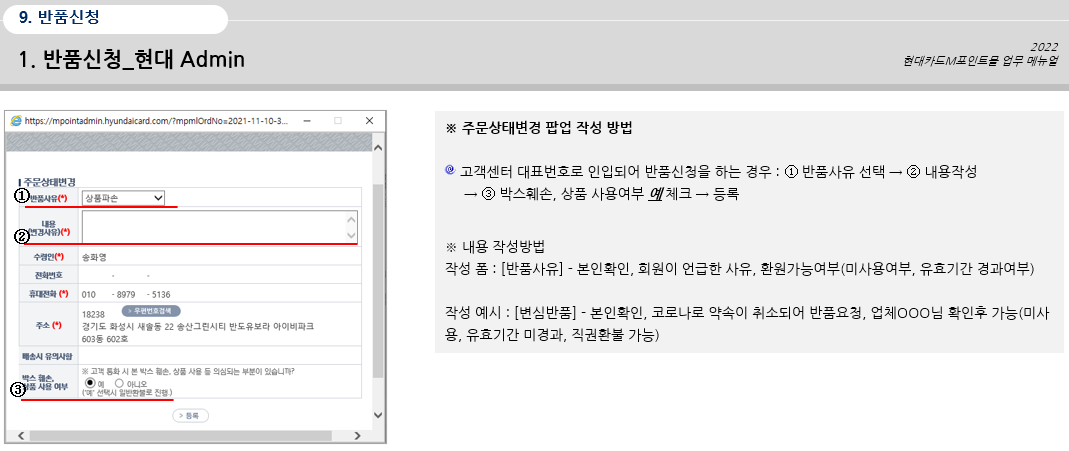 9. 반품신청
1. 반품신청_현대 Admin
2022
현대카드M포인트몰 업무 메뉴얼
https://mpointadmin.hyundaicard.com/?mpmlOrdNo=2021-11-10-3...
주문상태변경
① 반품사유(*) 상품파손
내용
② (변경사유)(*)
수령인(*) 송화영
전화번호 - -
휴대전화 (*) 010 - 8979 - 5136
주소 (*) 18238 > 우편번호검색
경기도 화성시 새솔동 22 송산그린시티 반도유보라 아이비파크
603동 602호
배송시 유의사항
박스 훼손, ※ 고객 통화 시 본 박스 훼손, 상품 사용 등 의심되는 부분이 있습니까?
③ 상품 사용 여부 예 아니오
('예' 선택시 일반환불로 진행.)
> 등록
※ 주문상태변경 팝업 작성 방법
고객센터 대표번호로 인입되어 반품신청을 하는 경우 : ① 반품사유 선택 → ② 내용작성
→ ③ 박스훼손, 상품 사용여부 예 체크 → 등록
※ 내용 작성방법
작성 폼 : [반품사유] - 본인확인, 회원이 언급한 사유, 환원가능여부(미사용여부, 유효기간 경과여부)
작성 예시 : [변심반품] - 본인확인, 코로나로 약속이 취소되어 반품요청, 업체OOO님 확인후 가능(미사
용, 유효기간 미경과, 직권환불 가능)